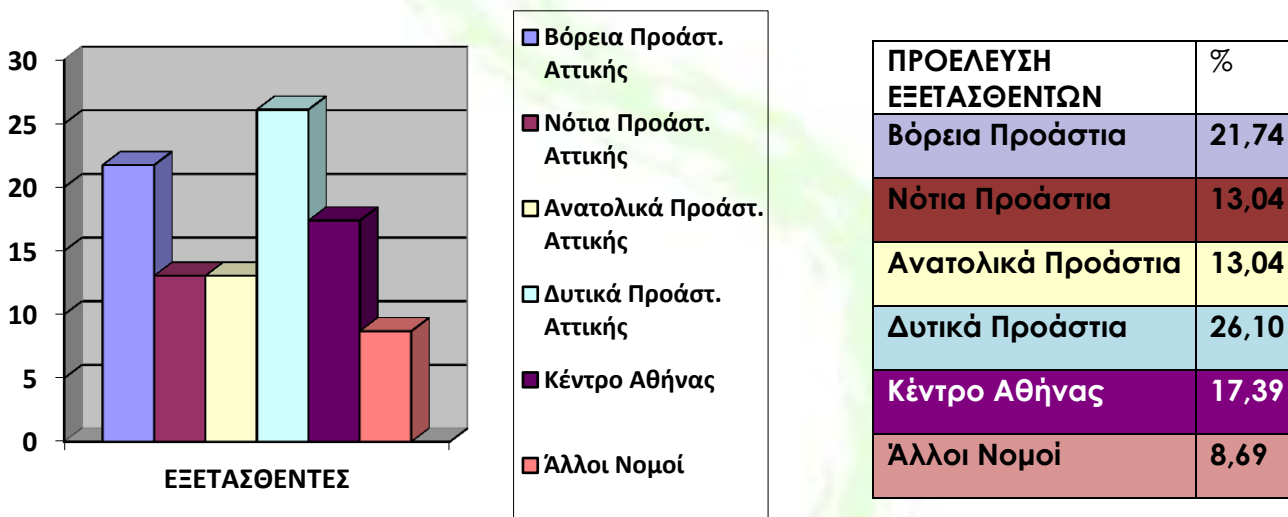 30
25
20
15
10
5
0
ΕΞΕΤΑΣΘΕΝΤΕΣ
Βόρεια Προάστ.
Αττικής
Νότια Προάστ.
Αττικής
Ανατολικά Προάστ.
Αττικής
Δυτικά Προάστ.
Αττικής
Κέντρο Αθήνας
Άλλοι Νομοί
ΠΡΟΕΛΕΥΣΗ %
ΕΞΕΤΑΣΘΕΝΤΩΝ
Βόρεια Προάστια 21,74
Νότια Προάστια 13,04
Ανατολικά Προάστια 13,04
Δυτικά Προάστια 26,10
Κέντρο Αθήνας 17,39
Άλλοι Νομοί 8,69